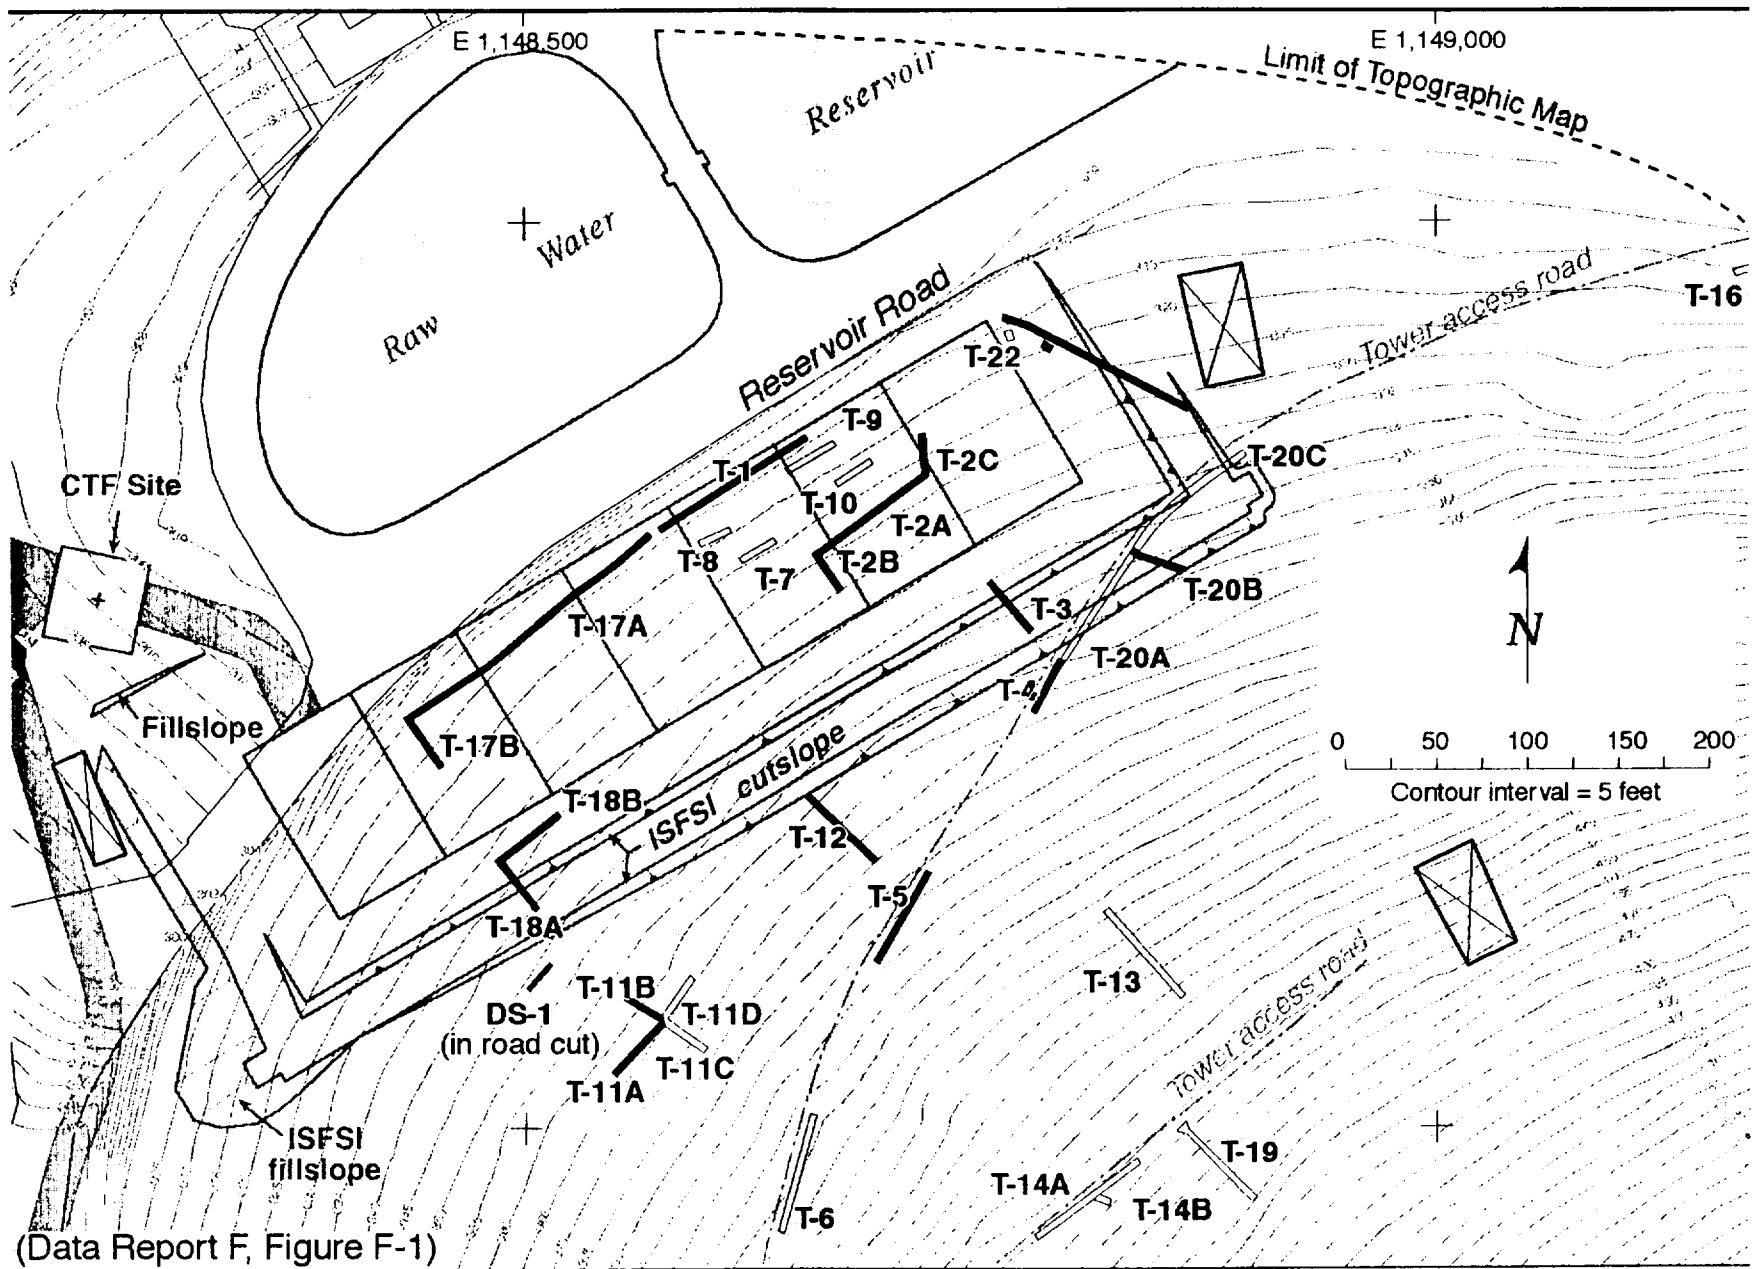 E 1,148,500
E 1,149,000
Limit of Topographic Map
Reservoir
Raw
Water
Reservoir Road
Tower access road
T-16
T-22
T-9
T-1
T-2C
T-20C
CTF Site
T-10
T-2A
T-8
T-7
T-2B
T-20B
T-3
T-17A
T-20A
T-4
N
Fillslope
T-17B
0 50 100 150 200
Contour interval = 5 feet
ISFSI cutslope
T-18B
T-12
T-5
T-18A
T-13
T-11B
DS-1
(in road cut)
T-11D
T-11C
T-11A
Tower access road
ISFSI
fillslope
T-19
T-14A
T-14B
T-6
(Data Report F, Figure F-1)